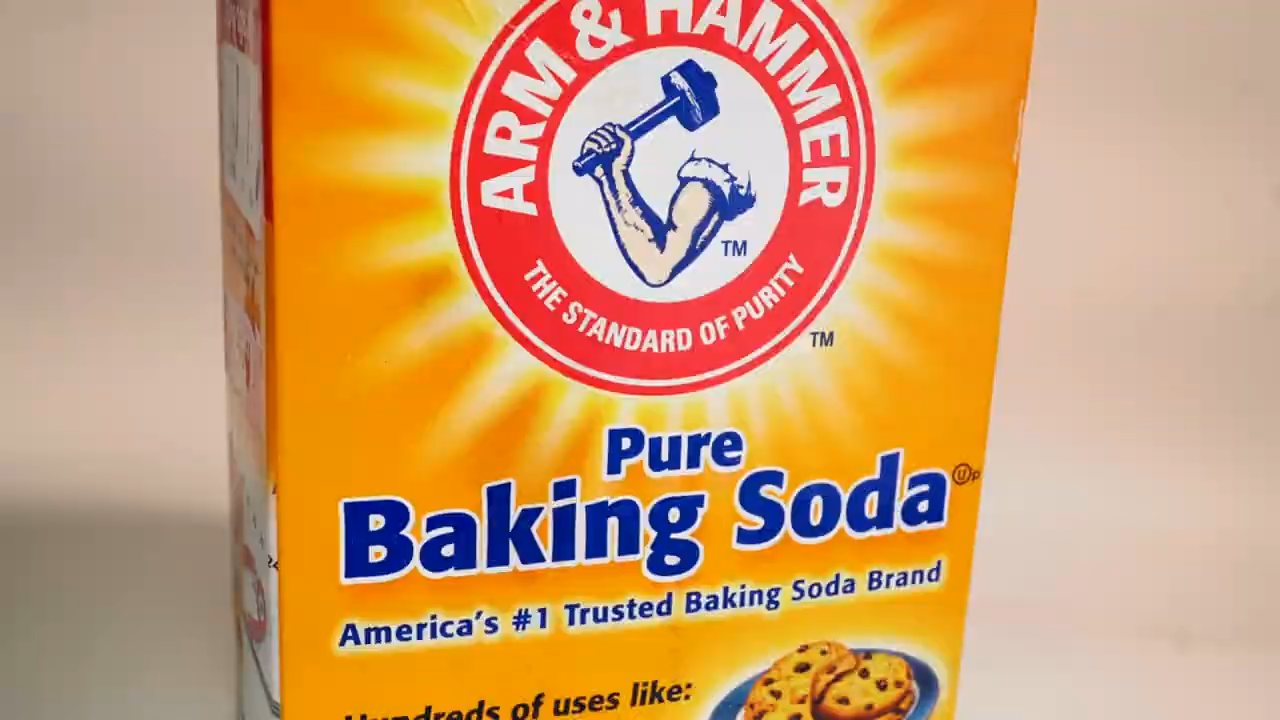 ARM & HAMMER
TM
THE STANDARD OF PURITY
TM
Pure
Baking Soda
America's #1 Trusted Baking Soda Brand
Hundreds of uses like: